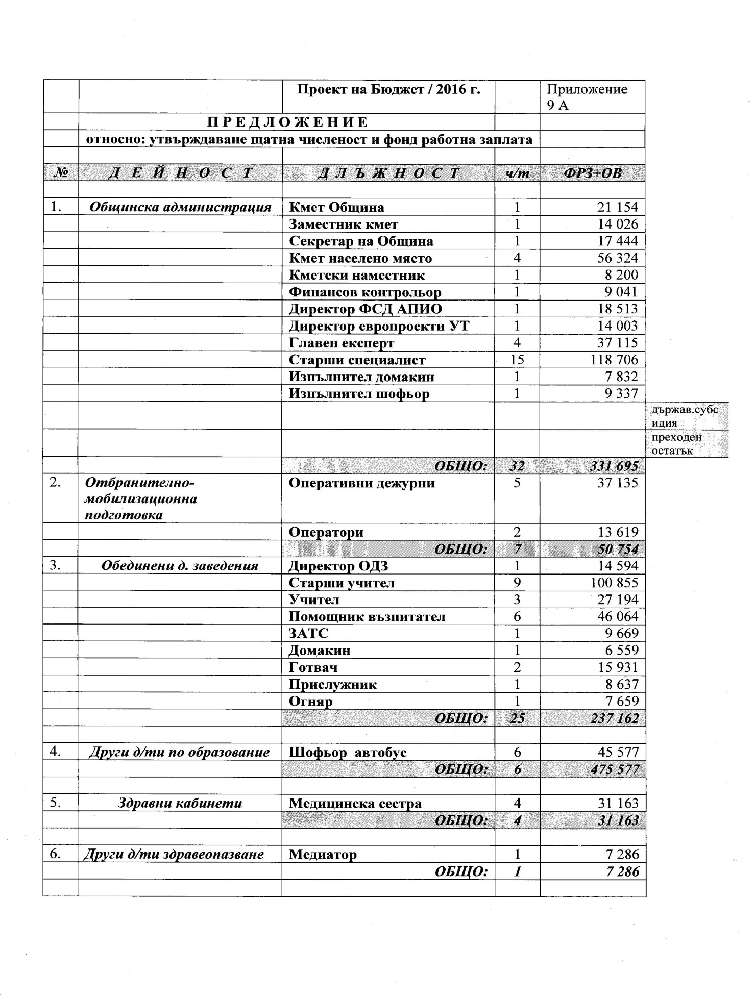 Проект на Бюджет / 2016 г. Приложение
9 А
П Р Е Д Л О Ж Е Н И Е
относно: утвърждаване щатна численост и фонд работна заплата
№ Д Е Й Н О С Т Д Л Ъ Ж Н О С Т ч/т ФРЗ+ОВ
1. Общинска администрация Кмет Община 1 21 154
Заместник кмет 1 14 026
Секретар на Община 1 17 444
Кмет населено място 4 56 324
Кметски наместник 1 8 200
Финансов контрольор 1 9 041
Директор ФСД АПИО 1 18 513
Директор европроекти УТ 1 14 003
Главен експерт 4 37 115
Старши специалист 15 118 706
Изпълнител домакин 1 7 832
Изпълнител шофьор 1 9 337
държав.субс
идия
преходен
остатък
ОБЩО: 32 331 695
2. Отбранително- Оперативни дежурни 5 37 135
мобилизационна
подготовка
Оператори 2 13 619
ОБЩО: 7 50 754
3. Обединени д. заведения Директор ОДЗ 1 14 594
Старши учител 9 100 855
Учител 3 27 194
Помощник възпитател 6 46 064
ЗАТС 1 9 669
Домакин 1 6 559
Готвач 2 15 931
Прислужник 1 8 637
Огняр 1 7 659
ОБЩО: 25 237 162
4. Други д/ти по образование Шофьор автобус 6 45 577
ОБЩО: 6 475 577
5. Здравни кабинети Медицинска сестра 4 31 163
ОБЩО: 4 31 163
6. Други д/ти здравеопазване Медиатор 1 7 286
ОБЩО: 1 7 286